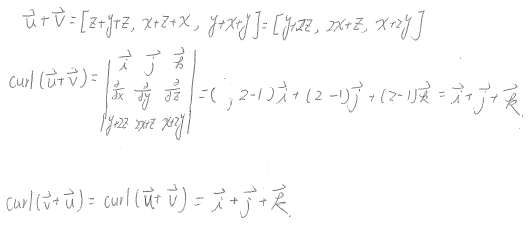 u⃗+v⃗=[z+y+z, x+z+x, y+x+y]=[y+2z, 2x+z, x+2y]
curl(u⃗+v⃗)=|i⃗ j⃗ k⃗
∂/∂x ∂/∂y ∂/∂z
y+2z 2x+z x+2y|=( , 2-1)i⃗+(2-1)j⃗+(2-1)k⃗=i⃗+j⃗+k⃗
curl(v⃗+u⃗)=curl(u⃗+v⃗)=i⃗+j⃗+k⃗